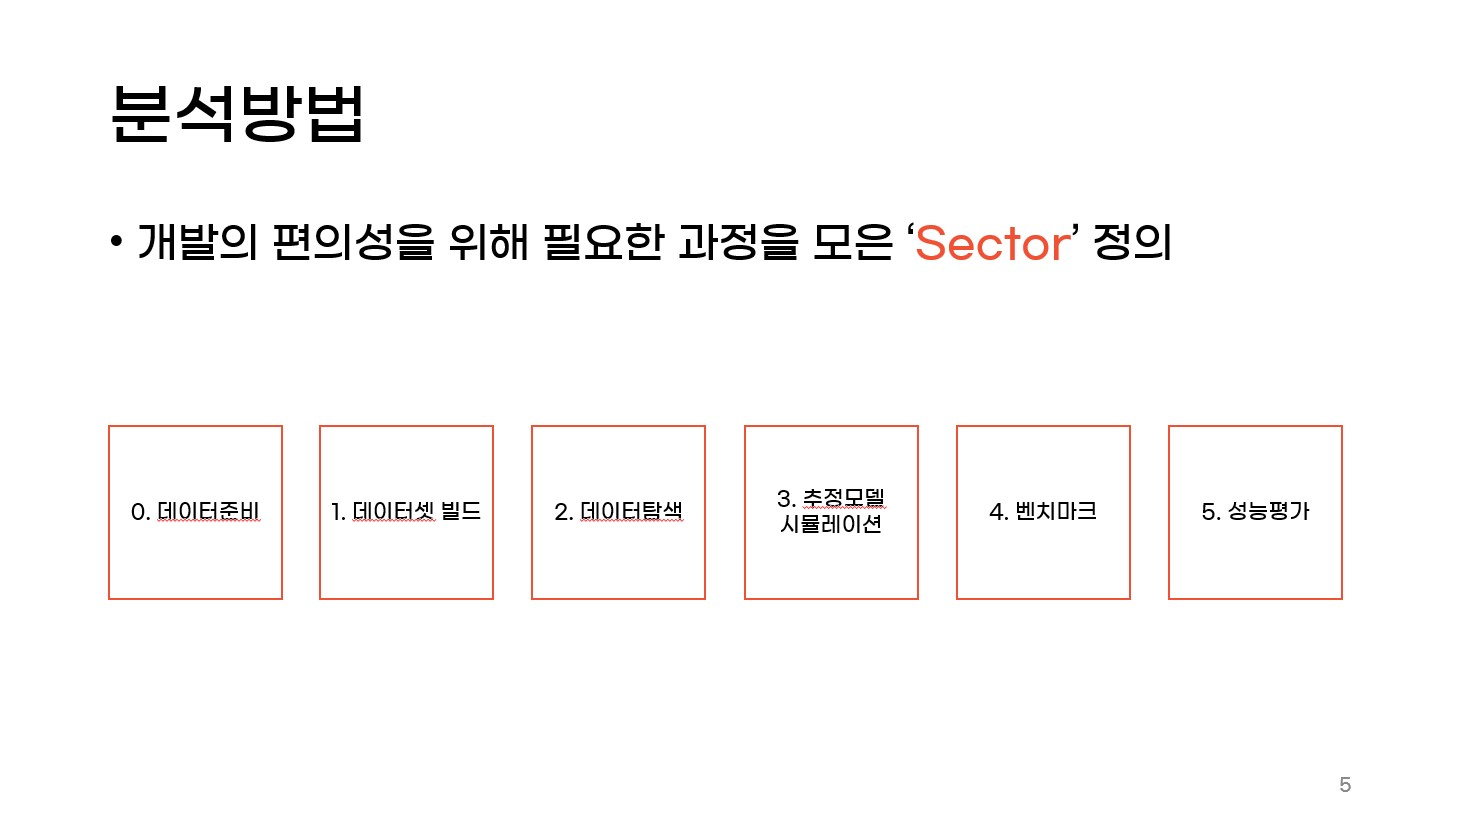 분석방법
• 개발의 편의성을 위해 필요한 과정을 모은 ‘Sector’ 정의
0. 데이터준비
1. 데이터셋 빌드
2. 데이터탐색
3. 추정모델
시뮬레이션
4. 벤치마크
5. 성능평가
5